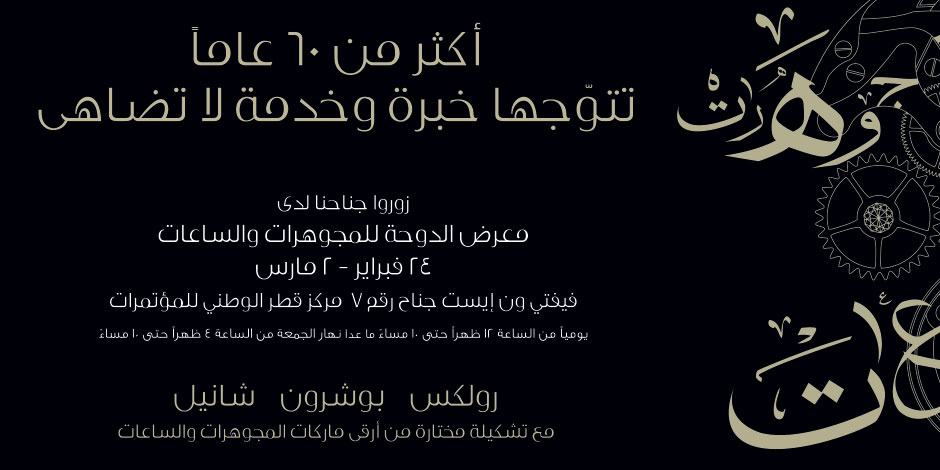 أكثر من ٦٠ عاماً
تتوّجها خبرة وخدمة لا تضاهى
زوروا جناحنا لدى
معرض الدوحة للمجوهرات والساعات
٢٤ فبراير - ٢ مارس
فيفتي ون إيست جناح رقم ٧ مركز قطر الوطني للمؤتمرات
يومياً من الساعة ١٢ ظهراً حتى ١٠ مساءً ما عدا نهار الجمعة من الساعة ٤ ظهراً حتى ١٠ مساءً
رولكس بوشرون شانيل
مع تشكيلة مختارة من أرقى ماركات المجوهرات والساعات